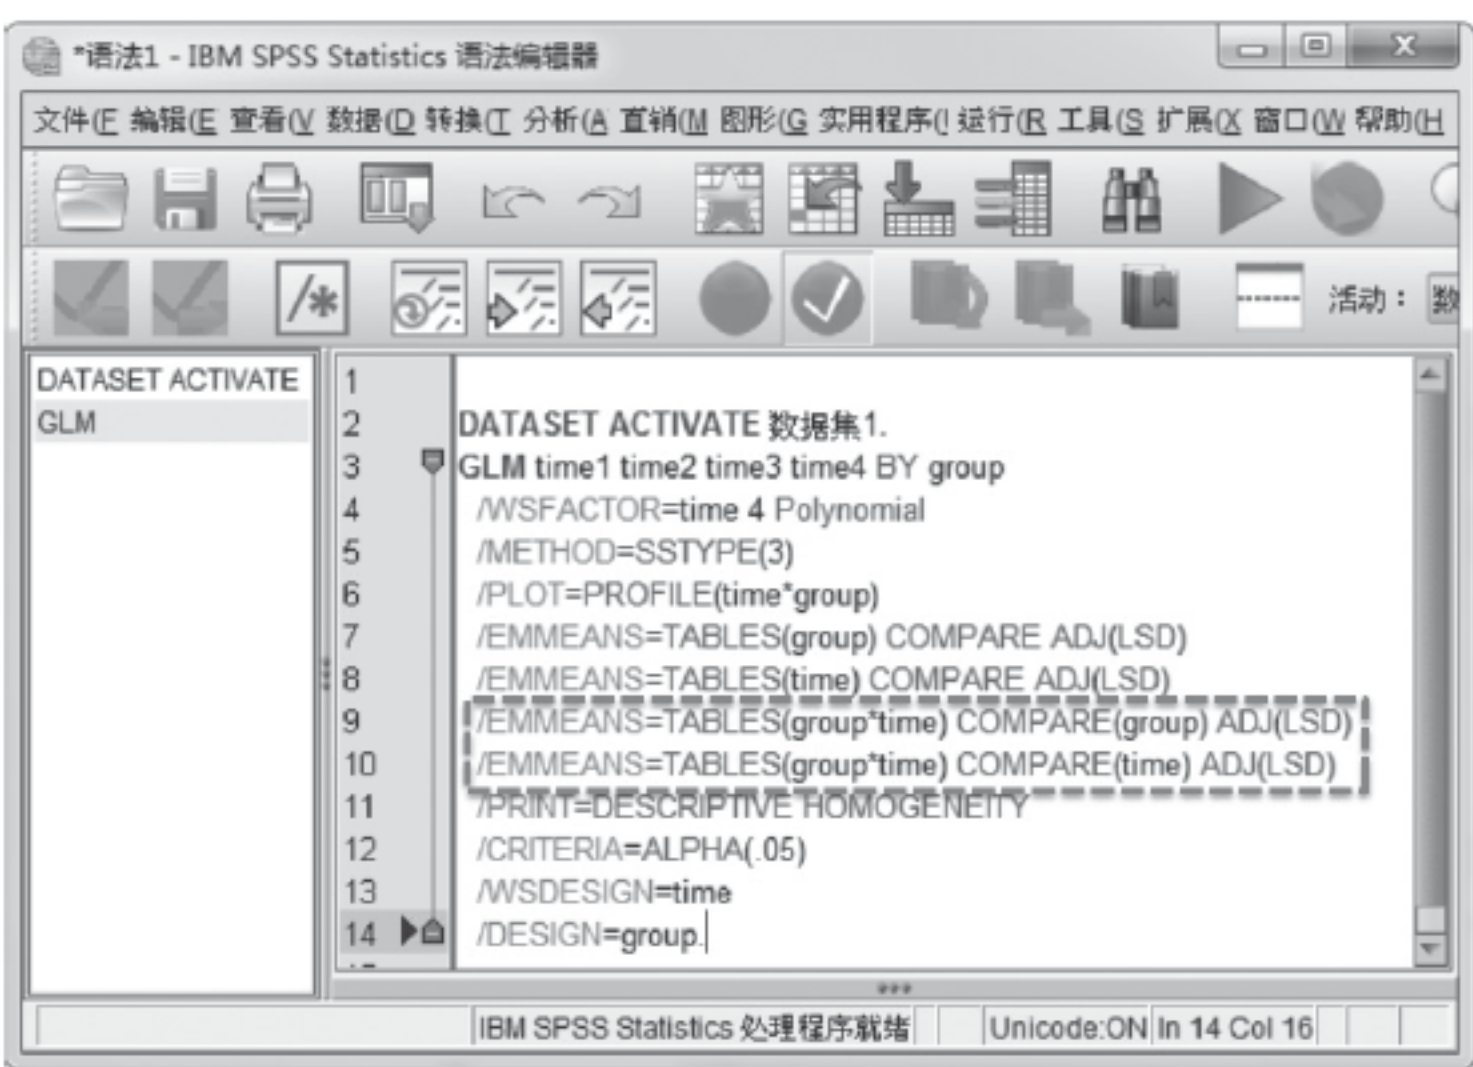 *语法1 - IBM SPSS Statistics 语法编辑器
文件(F 编辑(E 查看(V 数据(D 转换(T 分析(A 直销(M 图形(G 实用程序(U 运行(R 工具(S 扩展(X 窗口(W 帮助(H
/*
活动： 数
DATASET ACTIVATE
GLM
1
2 DATASET ACTIVATE 数据集1.
3 GLM time1 time2 time3 time4 BY group
4 /WSFACTOR=time 4 Polynomial
5 /METHOD=SSTYPE(3)
6 /PLOT=PROFILE(time*group)
7 /EMMEANS=TABLES(group) COMPARE ADJ(LSD)
8 /EMMEANS=TABLES(time) COMPARE ADJ(LSD)
9 /EMMEANS=TABLES(group*time) COMPARE(group) ADJ(LSD)
10 /EMMEANS=TABLES(group*time) COMPARE(time) ADJ(LSD)
11 /PRINT=DESCRIPTIVE HOMOGENEITY
12 /CRITERIA=ALPHA(.05)
13 /WSDESIGN=time
14 /DESIGN=group.
IBM SPSS Statistics 处理程序就绪 Unicode:ON In 14 Col 16